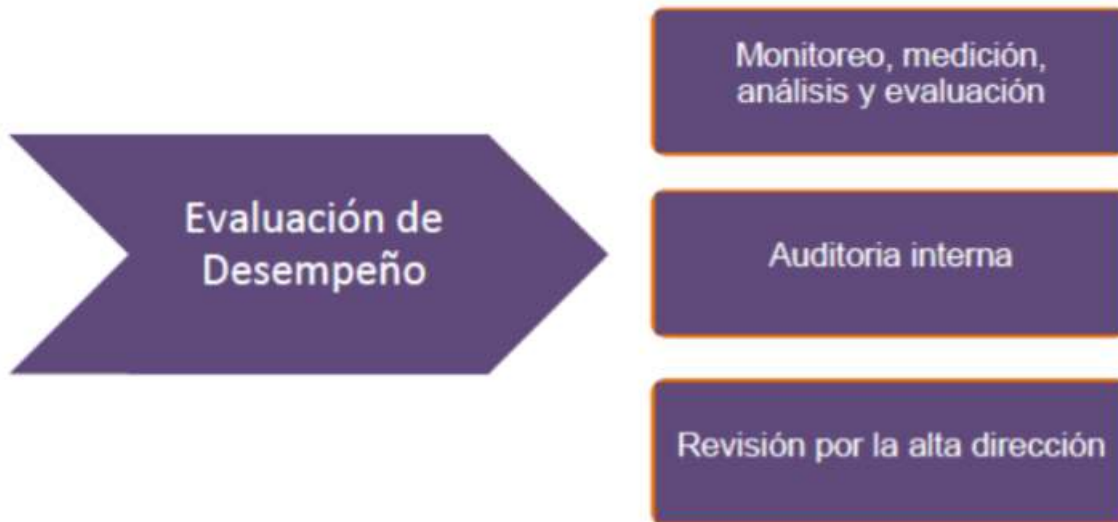 Evaluación de
Desempeño
Monitoreo, medición,
análisis y evaluación
Auditoria interna
Revisión por la alta dirección